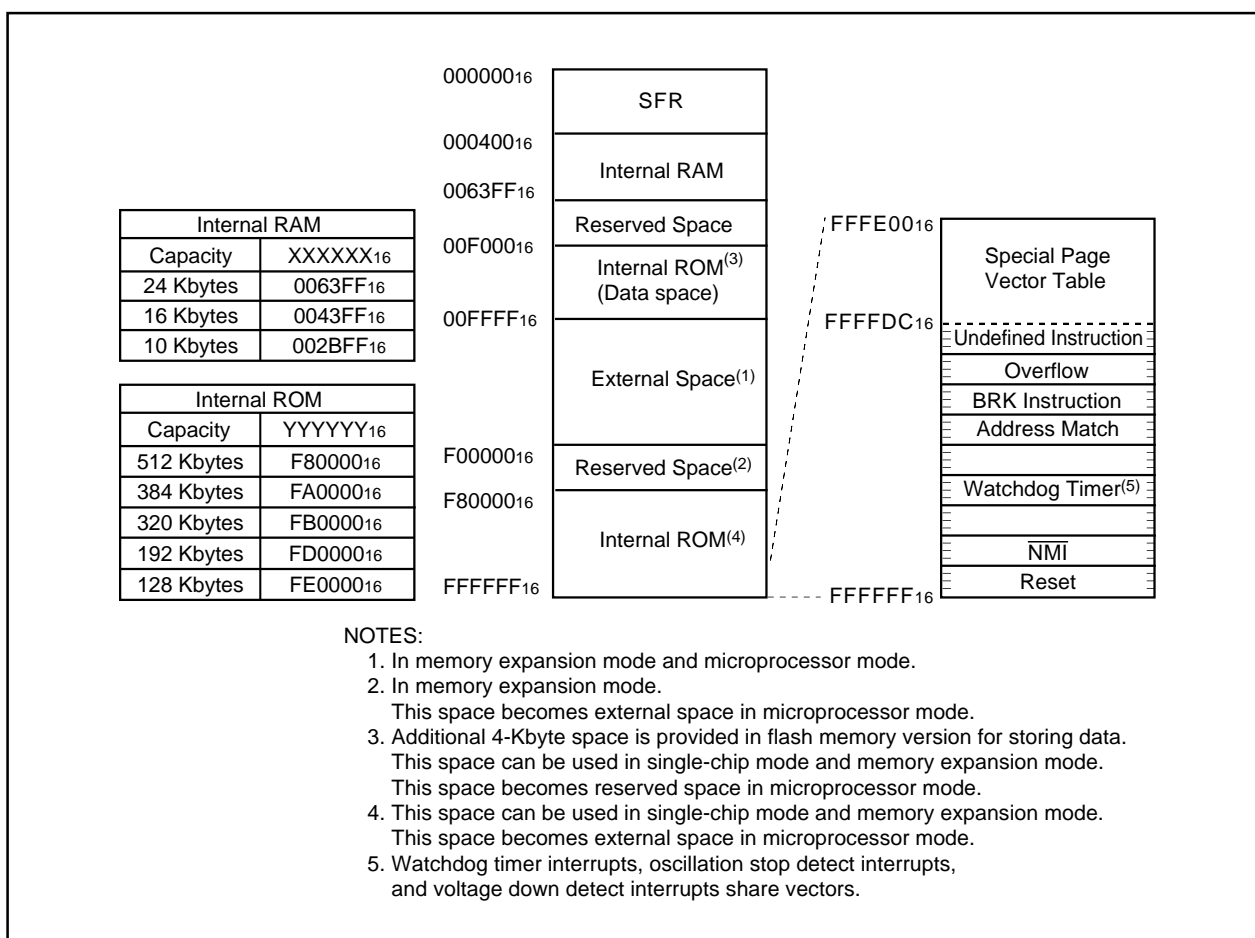 00000016
SFR
00040016
Internal RAM
0063FF16
Reserved Space
00F00016
Internal ROM(3)
(Data space)
00FFFF16
External Space(1)
F0000016
Reserved Space(2)
F8000016
Internal ROM(4)
FFFFFF16
Internal RAM
Capacity XXXXXX16
24 Kbytes 0063FF16
16 Kbytes 0043FF16
10 Kbytes 002BFF16
Internal ROM
Capacity YYYYYY16
512 Kbytes F8000016
384 Kbytes FA000016
320 Kbytes FB000016
192 Kbytes FD000016
128 Kbytes FE000016
FFFE0016
Special Page
Vector Table
FFFFDC16
Undefined Instruction
Overflow
BRK Instruction
Address Match
Watchdog Timer(5)
NMI
Reset
FFFFFF16
NOTES:
1. In memory expansion mode and microprocessor mode.
2. In memory expansion mode.
This space becomes external space in microprocessor mode.
3. Additional 4-Kbyte space is provided in flash memory version for storing data.
This space can be used in single-chip mode and memory expansion mode.
This space becomes reserved space in microprocessor mode.
4. This space can be used in single-chip mode and memory expansion mode.
This space becomes external space in microprocessor mode.
5. Watchdog timer interrupts, oscillation stop detect interrupts,
and voltage down detect interrupts share vectors.